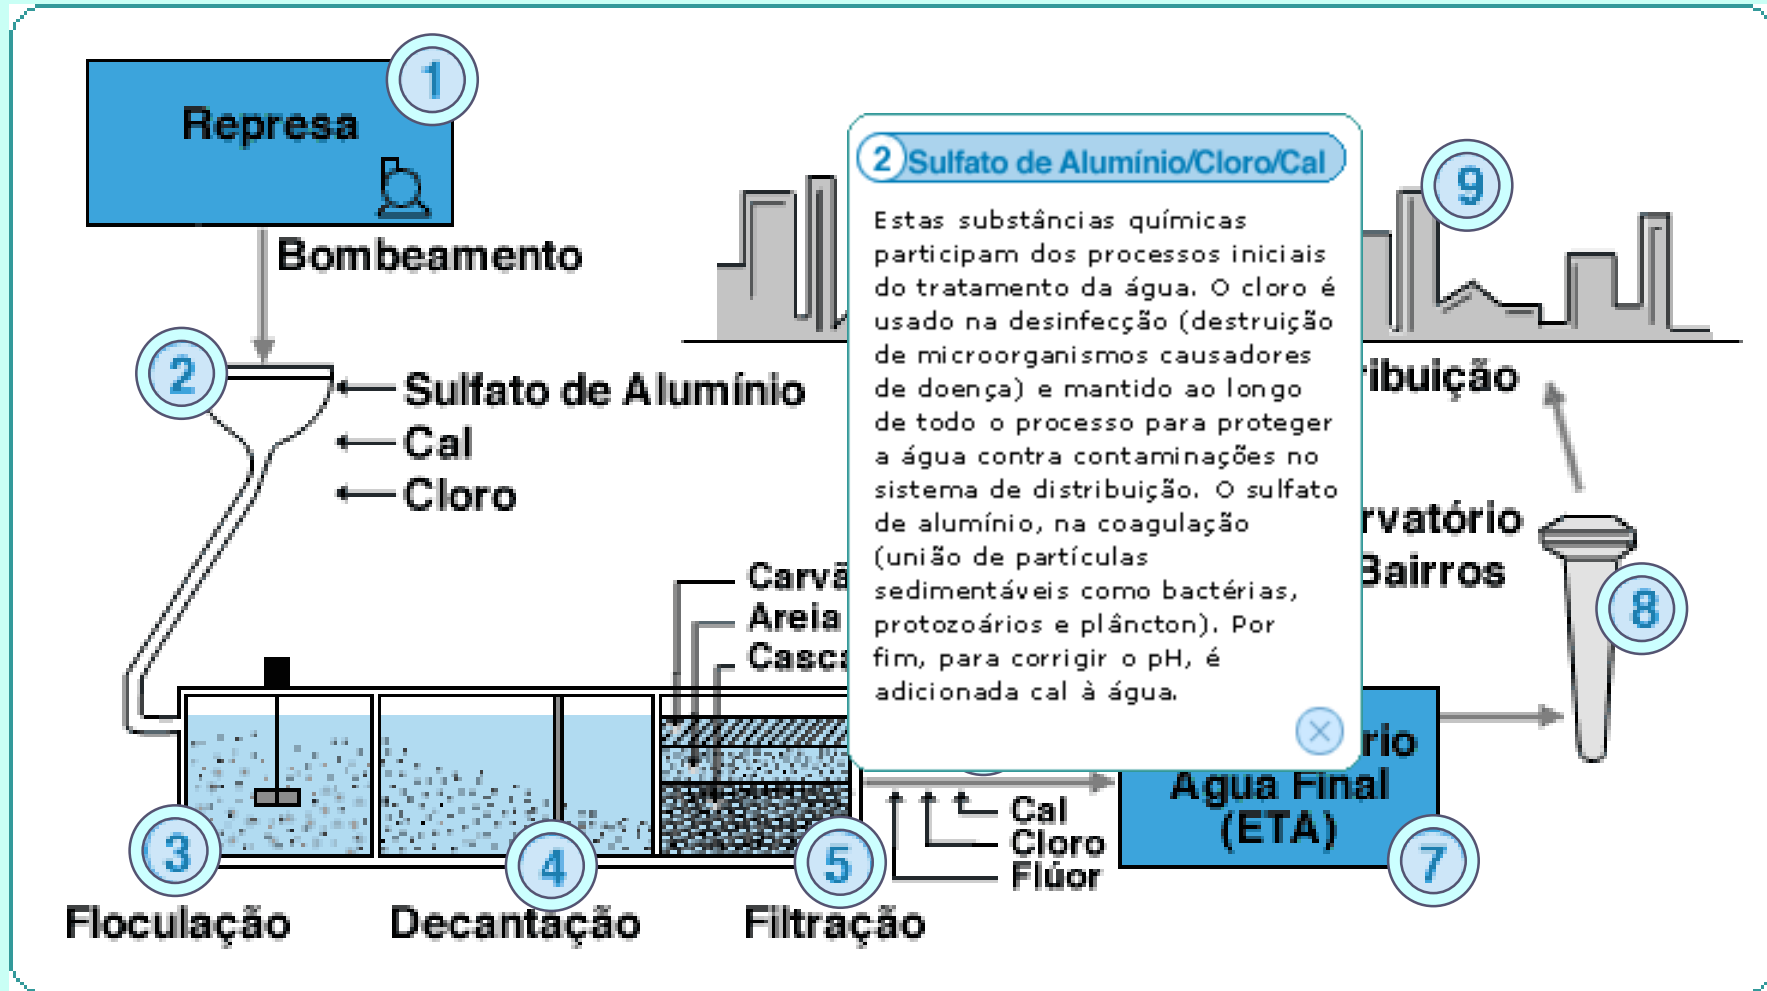 1
Represa
Bombeamento
2
Sulfato de Alumínio
Cal
Cloro
2 Sulfato de Alumínio/Cloro/Cal
Estas substâncias químicas
participam dos processos iniciais
do tratamento da água. O cloro é
usado na desinfecção (destruição
de microorganismos causadores
de doença) e mantido ao longo
de todo o processo para proteger
a água contra contaminações no
sistema de distribuição. O sulfato
de alumínio, na coagulação
(união de partículas
sedimentáveis como bactérias,
protozoários e plâncton). Por
fim, para corrigir o pH, é
adicionada cal à água.
9
ribuição
rvatório
Bairros
8
Carvã
Areia
Casca
3
4
5
Floculação
Decantação
Filtração
Cal
Cloro
Flúor
rio
Água Final
(ETA)
7